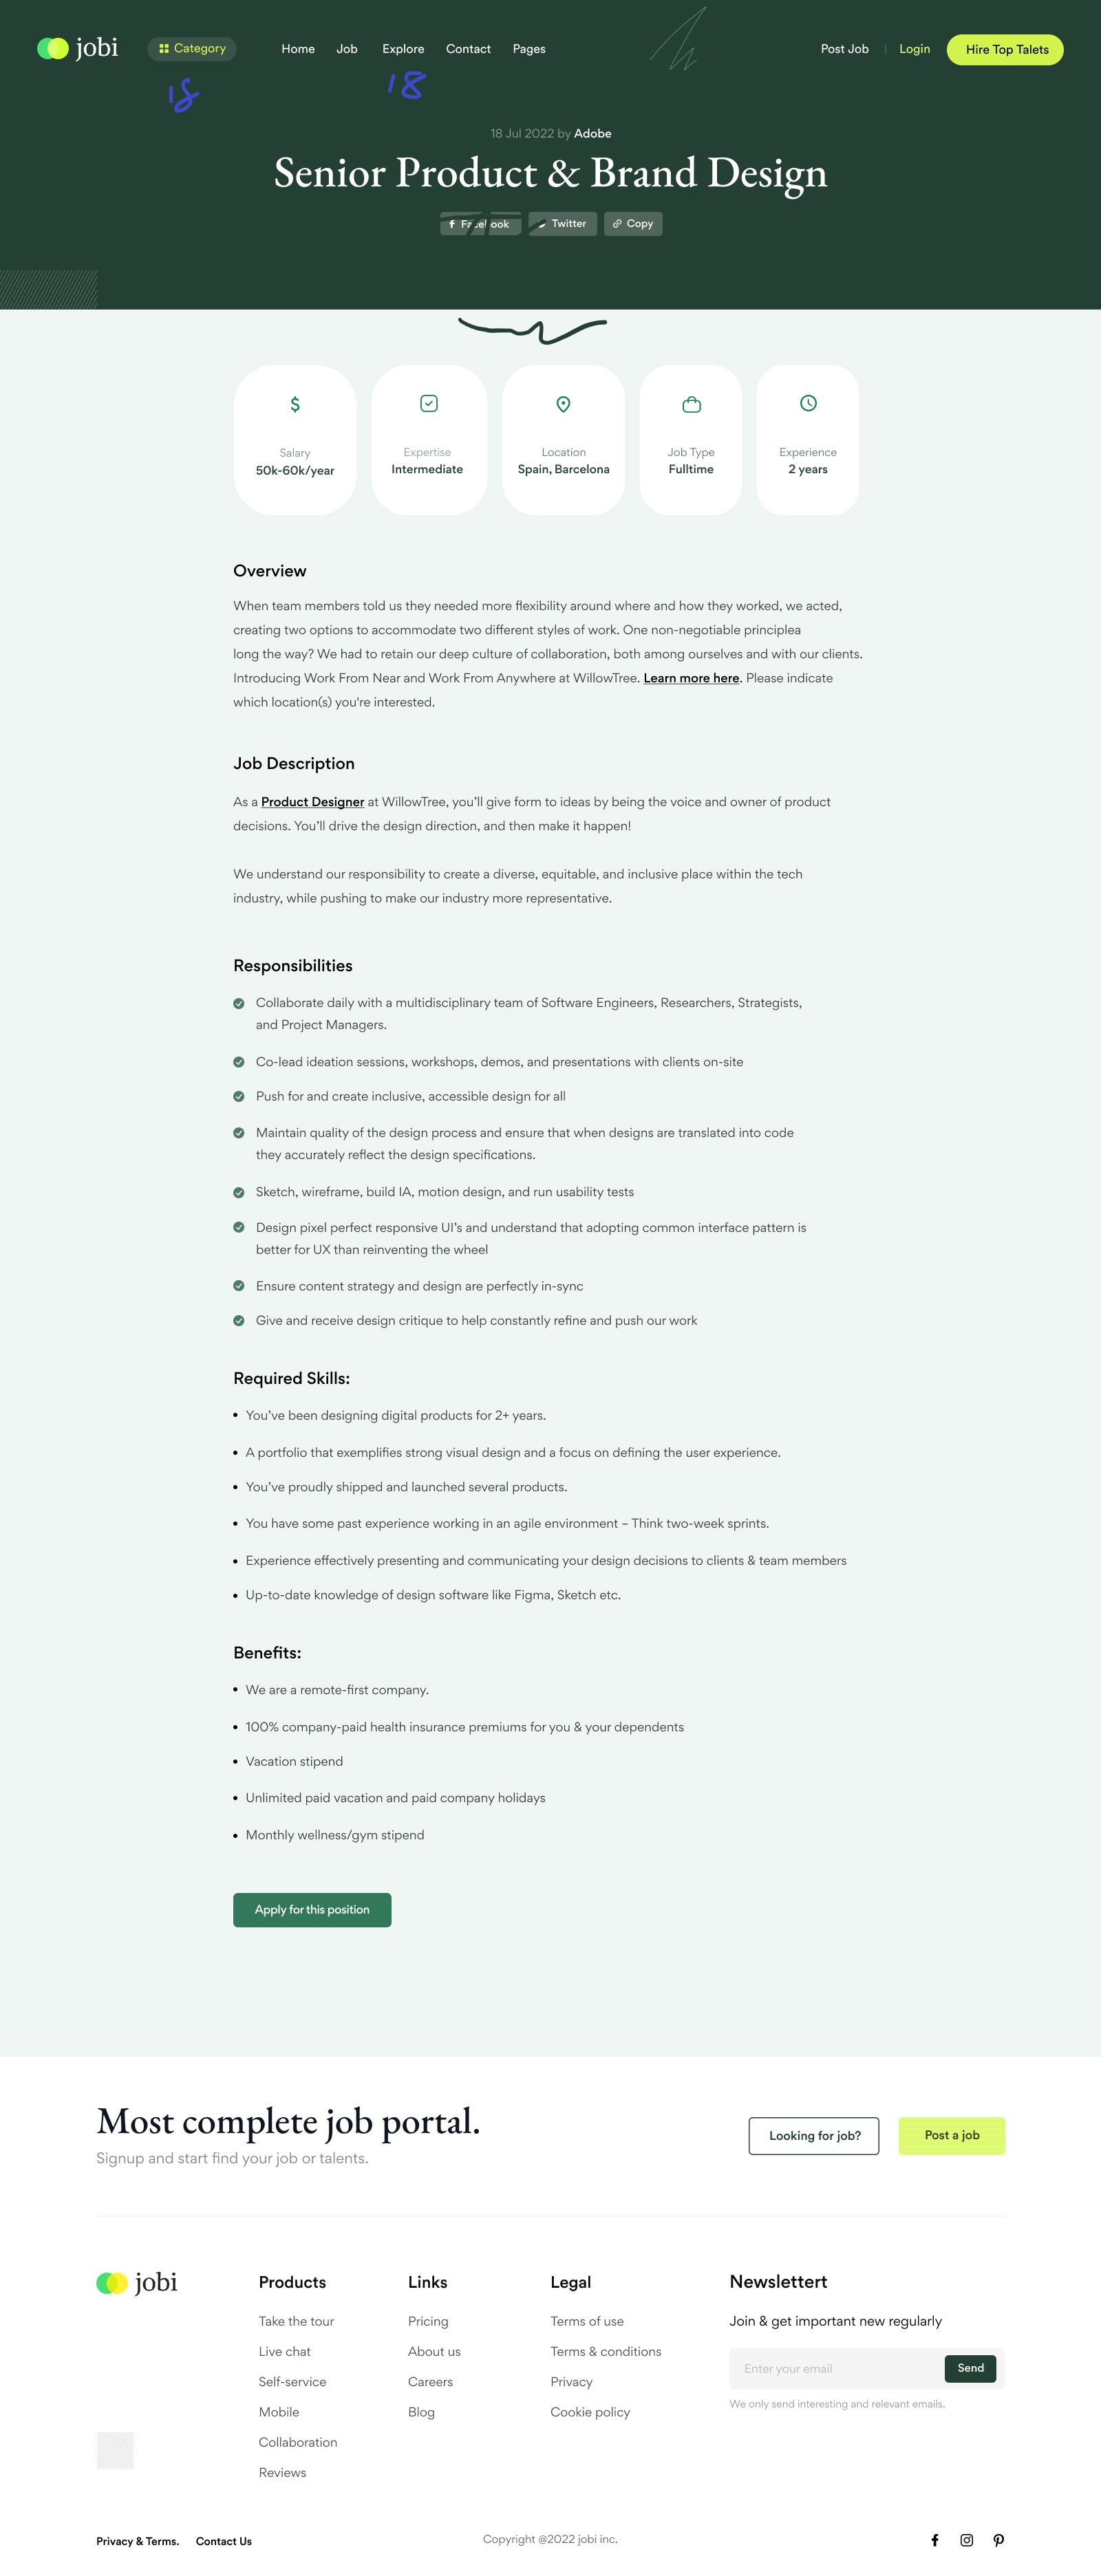 jobi
Category
Home Job Explore Contact Pages
Post Job | Login
Hire Top Talets
18
18
18 Jul 2022 by Adobe
Senior Product & Brand Design
Facebook
Twitter
Copy
Salary
50k-60k/year
Expertise
Intermediate
Location
Spain, Barcelona
Job Type
Fulltime
Experience
2 years
Overview
When team members told us they needed more flexibility around where and how they worked, we acted,
creating two options to accommodate two different styles of work. One non-negotiable principlea
long the way? We had to retain our deep culture of collaboration, both among ourselves and with our clients.
Introducing Work From Near and Work From Anywhere at WillowTree. Learn more here. Please indicate
which location(s) you're interested.
Job Description
As a Product Designer at WillowTree, you’ll give form to ideas by being the voice and owner of product
decisions. You’ll drive the design direction, and then make it happen!
We understand our responsibility to create a diverse, equitable, and inclusive place within the tech
industry, while pushing to make our industry more representative.
Responsibilities
Collaborate daily with a multidisciplinary team of Software Engineers, Researchers, Strategists,
and Project Managers.
Co-lead ideation sessions, workshops, demos, and presentations with clients on-site
Push for and create inclusive, accessible design for all
Maintain quality of the design process and ensure that when designs are translated into code
they accurately reflect the design specifications.
Sketch, wireframe, build IA, motion design, and run usability tests
Design pixel perfect responsive UI’s and understand that adopting common interface pattern is
better for UX than reinventing the wheel
Ensure content strategy and design are perfectly in-sync
Give and receive design critique to help constantly refine and push our work
Required Skills:
• You’ve been designing digital products for 2+ years.
• A portfolio that exemplifies strong visual design and a focus on defining the user experience.
• You’ve proudly shipped and launched several products.
• You have some past experience working in an agile environment – Think two-week sprints.
• Experience effectively presenting and communicating your design decisions to clients & team members
• Up-to-date knowledge of design software like Figma, Sketch etc.
Benefits:
• We are a remote-first company.
• 100% company-paid health insurance premiums for you & your dependents
• Vacation stipend
• Unlimited paid vacation and paid company holidays
• Monthly wellness/gym stipend
Apply for this position
Most complete job portal.
Signup and start find your job or talents.
Looking for job?
Post a job
jobi
Products
Take the tour
Live chat
Self-service
Mobile
Collaboration
Reviews
Links
Pricing
About us
Careers
Blog
Legal
Terms of use
Terms & conditions
Privacy
Cookie policy
Newslettert
Join & get important new regularly
Enter your email
Send
We only send interesting and relevant emails.
Privacy & Terms. Contact Us
Copyright @2022 jobi inc.